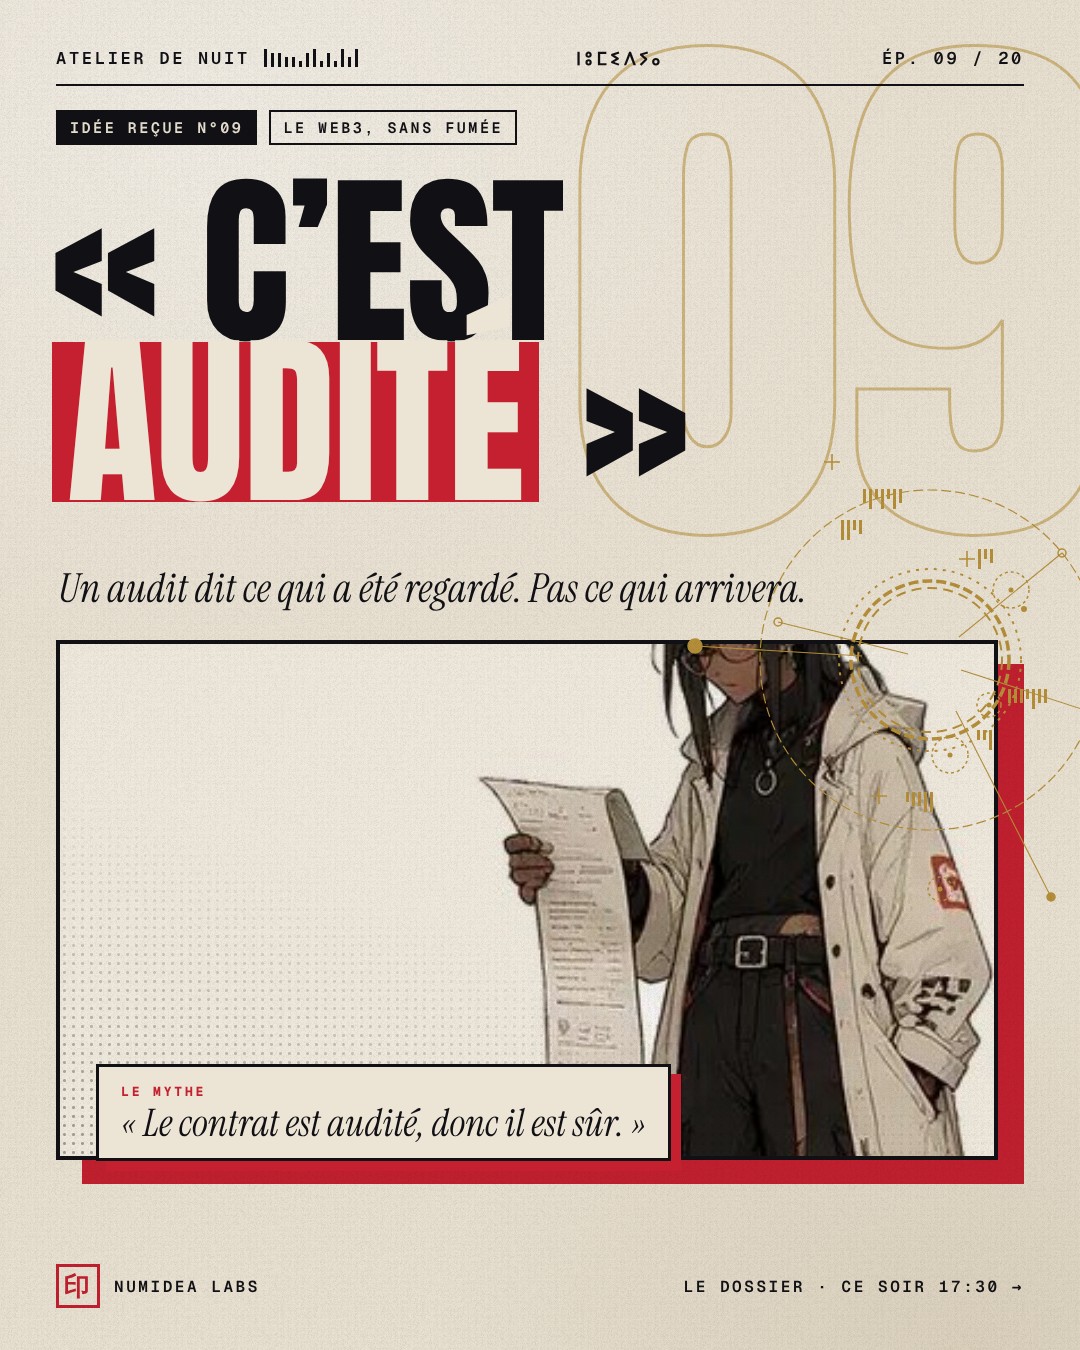 ATELIER DE NUIT
ⵏⵓⵎⵉⴷⵢⴰ
ÉP. 09 / 20
IDÉE REÇUE N°09
LE WEB3, SANS FUMÉE
09
« C’EST
AUDITÉ »
Un audit dit ce qui a été regardé. Pas ce qui arrivera.
LE MYTHE
« Le contrat est audité, donc il est sûr. »
印
NUMIDEA LABS
LE DOSSIER · CE SOIR 17:30 →